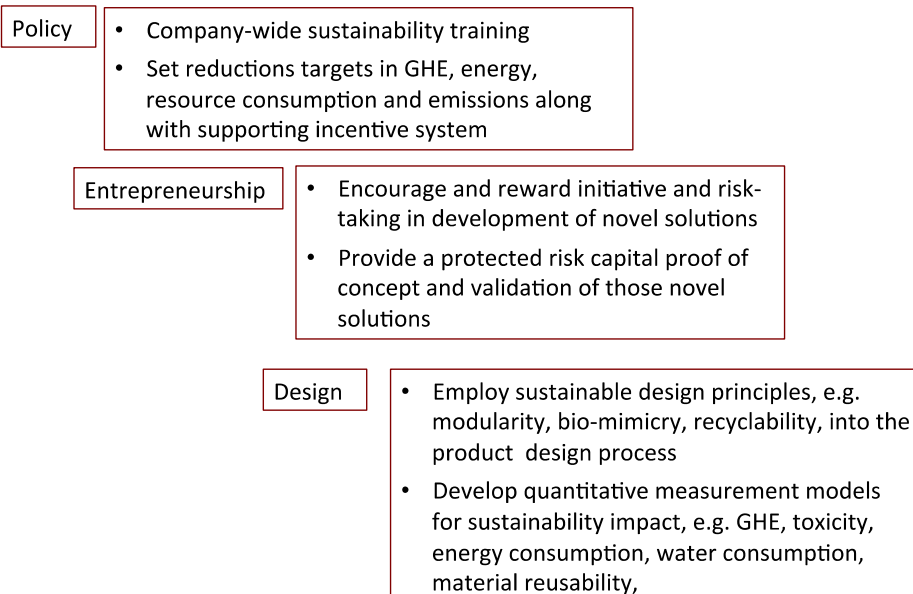 Policy
• Company-wide sustainability training
• Set reductions targets in GHE, energy,
resource consumption and emissions along
with supporting incentive system
Entrepreneurship
• Encourage and reward initiative and risk-
taking in development of novel solutions
• Provide a protected risk capital proof of
concept and validation of those novel
solutions
Design
• Employ sustainable design principles, e.g.
modularity, bio-mimicry, recyclability, into the
product  design process
• Develop quantitative measurement models
for sustainability impact, e.g. GHE, toxicity,
energy consumption, water consumption,
material reusability,